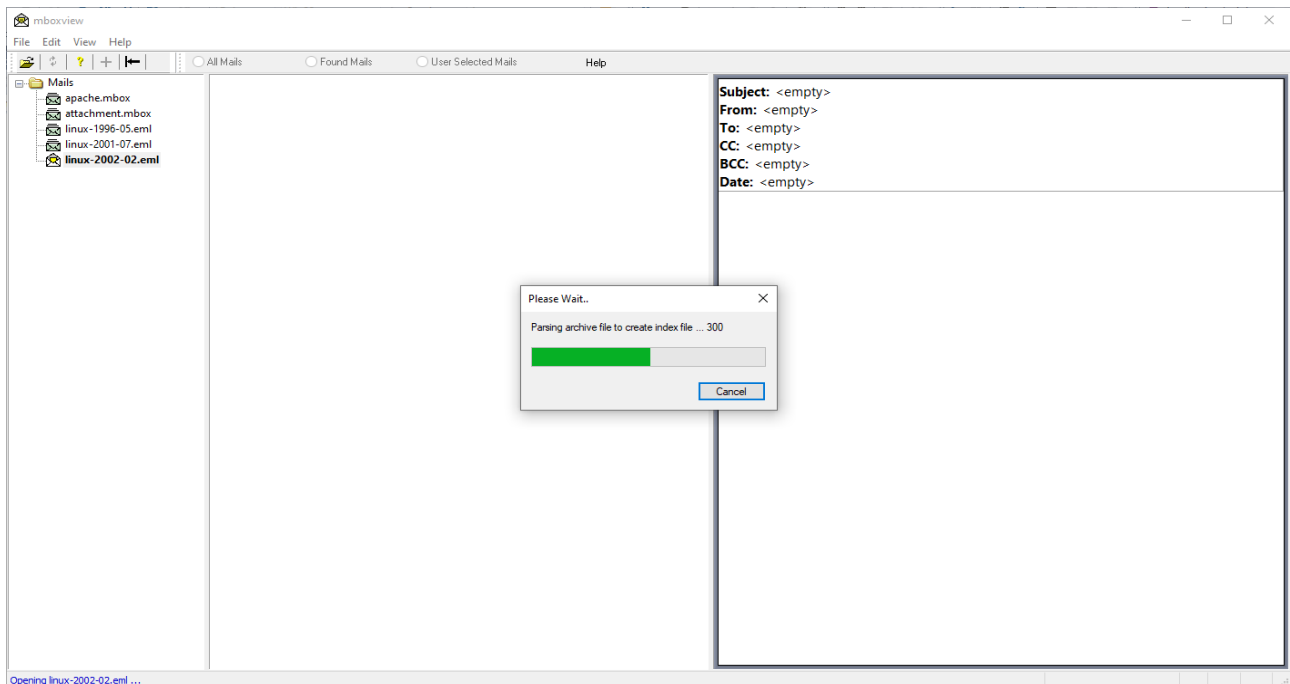 mboxview
File Edit View Help
? All Mails Found Mails User Selected Mails Help
Mails
apache.mbox
attachment.mbox
linux-1996-05.eml
linux-2001-07.eml
linux-2002-02.eml
Subject: <empty>
From: <empty>
To: <empty>
CC: <empty>
BCC: <empty>
Date: <empty>
Please Wait..
Parsing archive file to create index file ... 300
Cancel
Opening linux-2002-02.eml ...